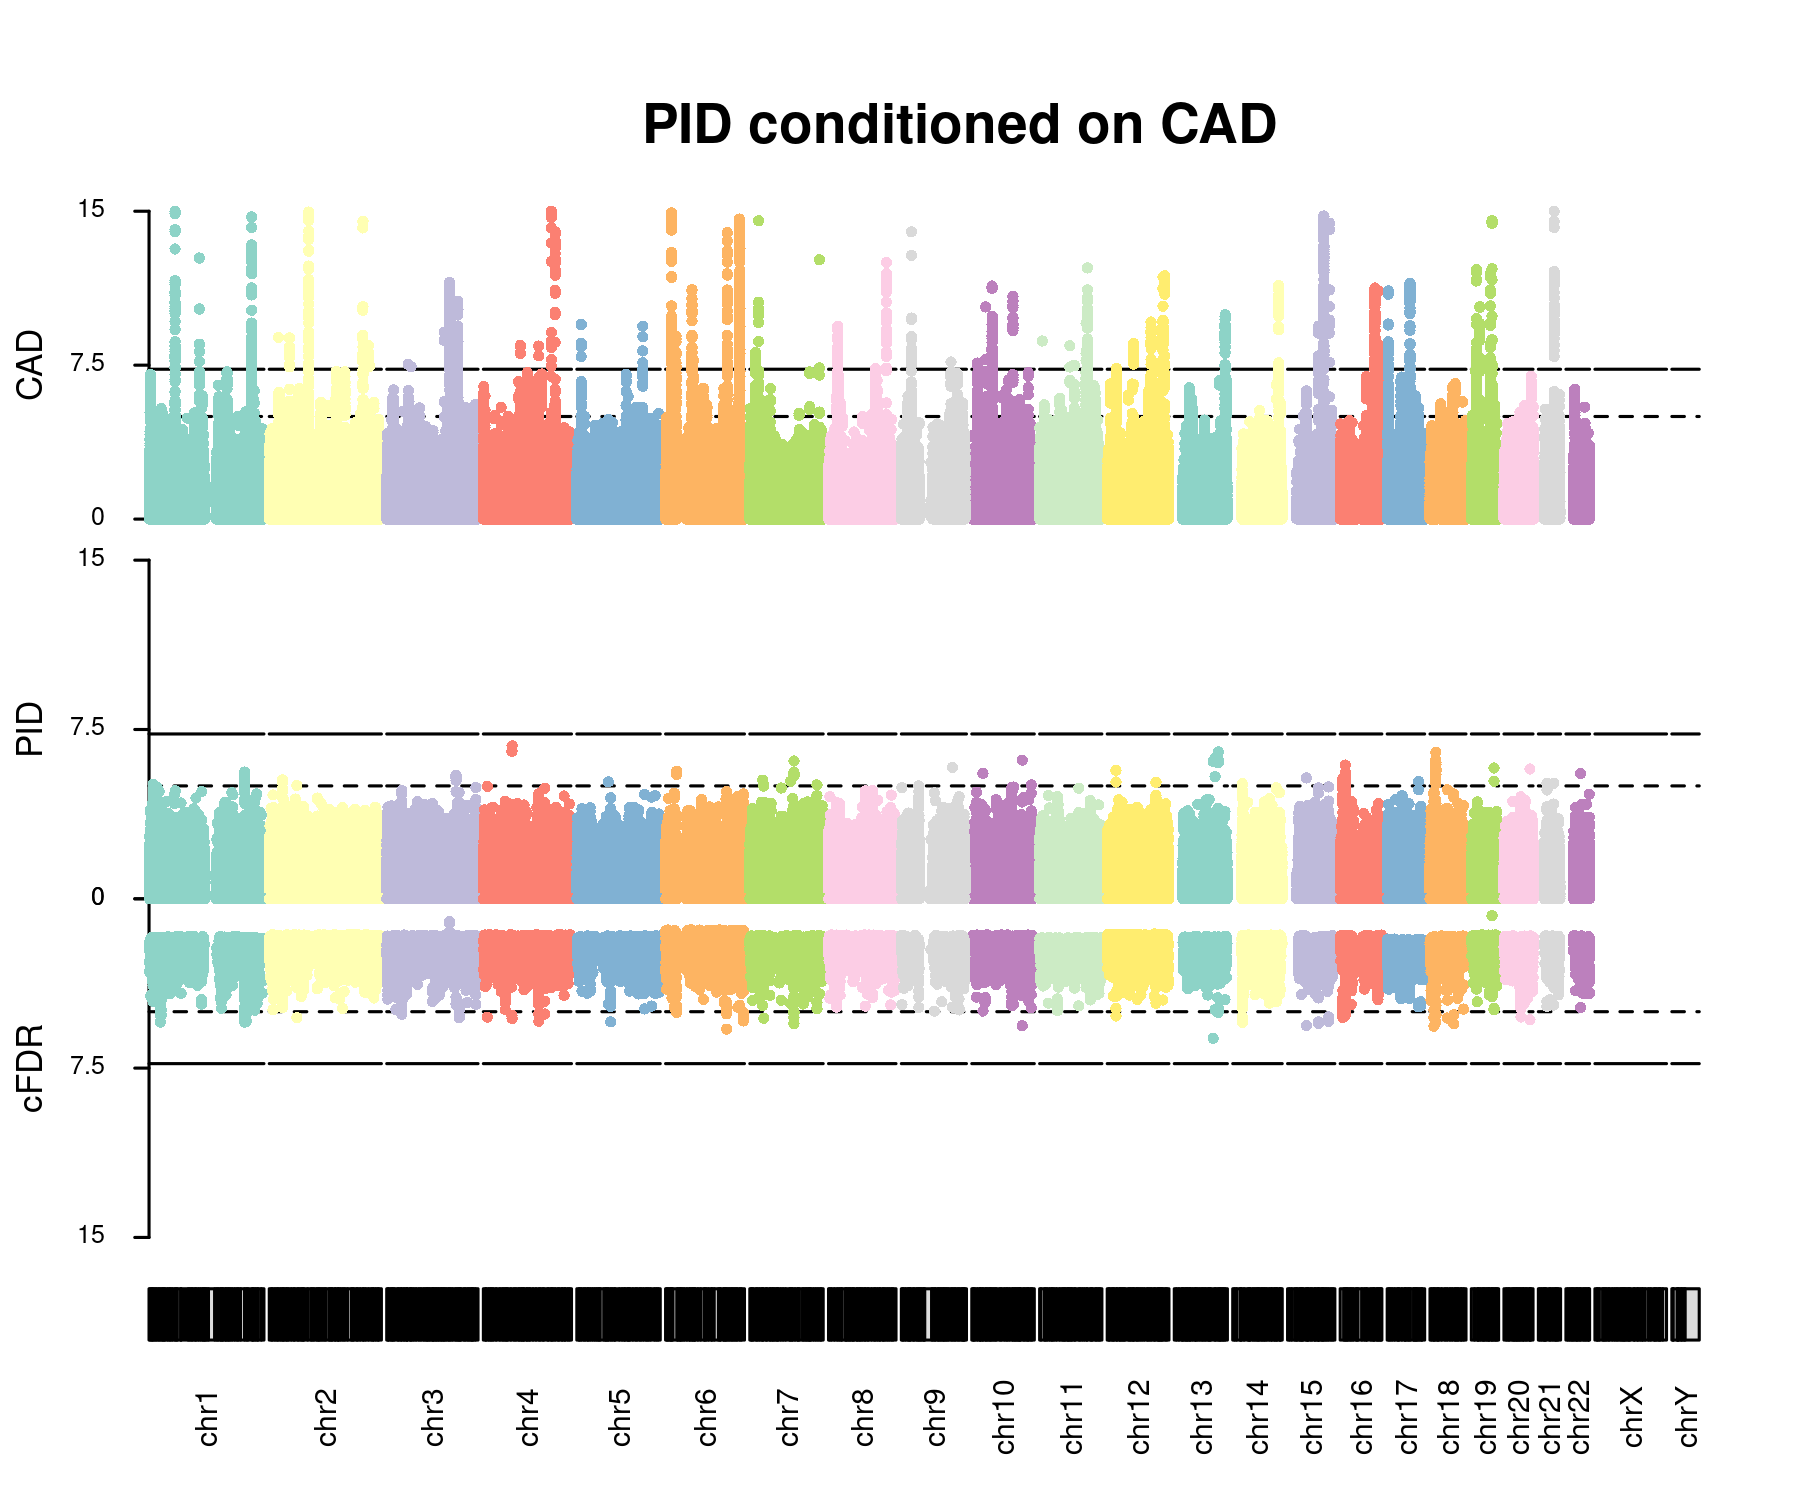 PID conditioned on CAD
CAD
15
7.5
0
PID
15
7.5
0
cFDR
7.5
15
chr1 chr2 chr3 chr4 chr5 chr6 chr7 chr8 chr9 chr10 chr11 chr12 chr13 chr14 chr15 chr16 chr17 chr18 chr19 chr20 chr21 chr22 chrX chrY